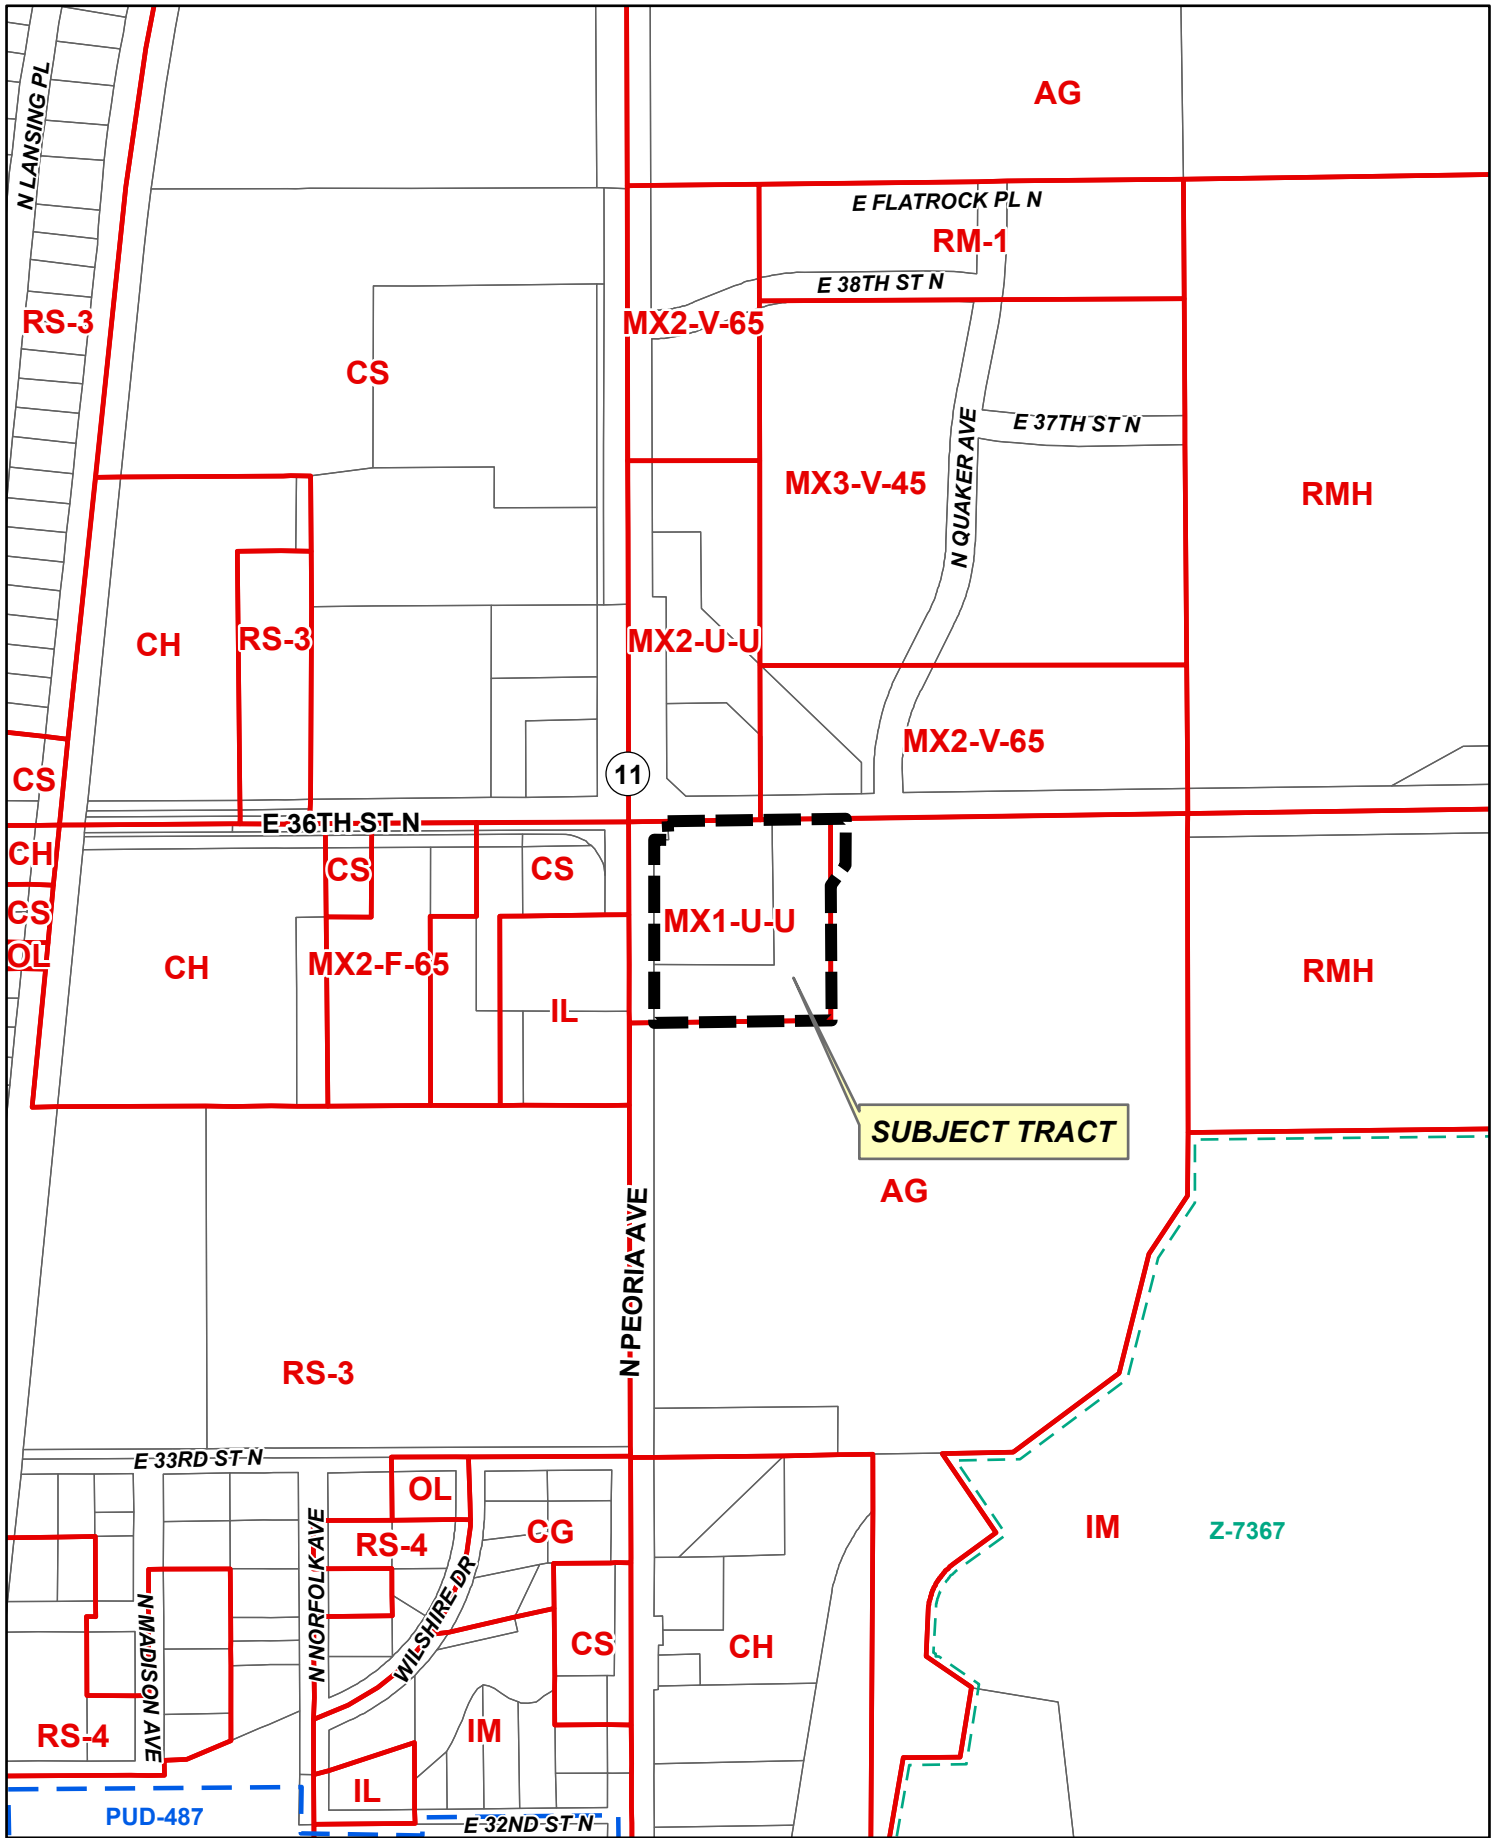 AG
N LANSING PL
E FLATROCK PL N
RM-1
E 38TH ST N
RS-3
MX2-V-65
CS
E 37TH ST N
N QUAKER AVE
MX3-V-45
RMH
CH
RS-3
MX2-U-U
MX2-V-65
CS
11
E 36TH ST N
CH
CS
CS
CS
MX1-U-U
OL
CH
MX2-F-65
RMH
IL
SUBJECT TRACT
AG
N PEORIA AVE
RS-3
E 33RD ST N
OL
CG
RS-4
IM
Z-7367
N NORFOLK AVE
WILSHIRE DR
N MADISON AVE
CS
CH
RS-4
IM
IL
PUD-487
E 32ND ST N